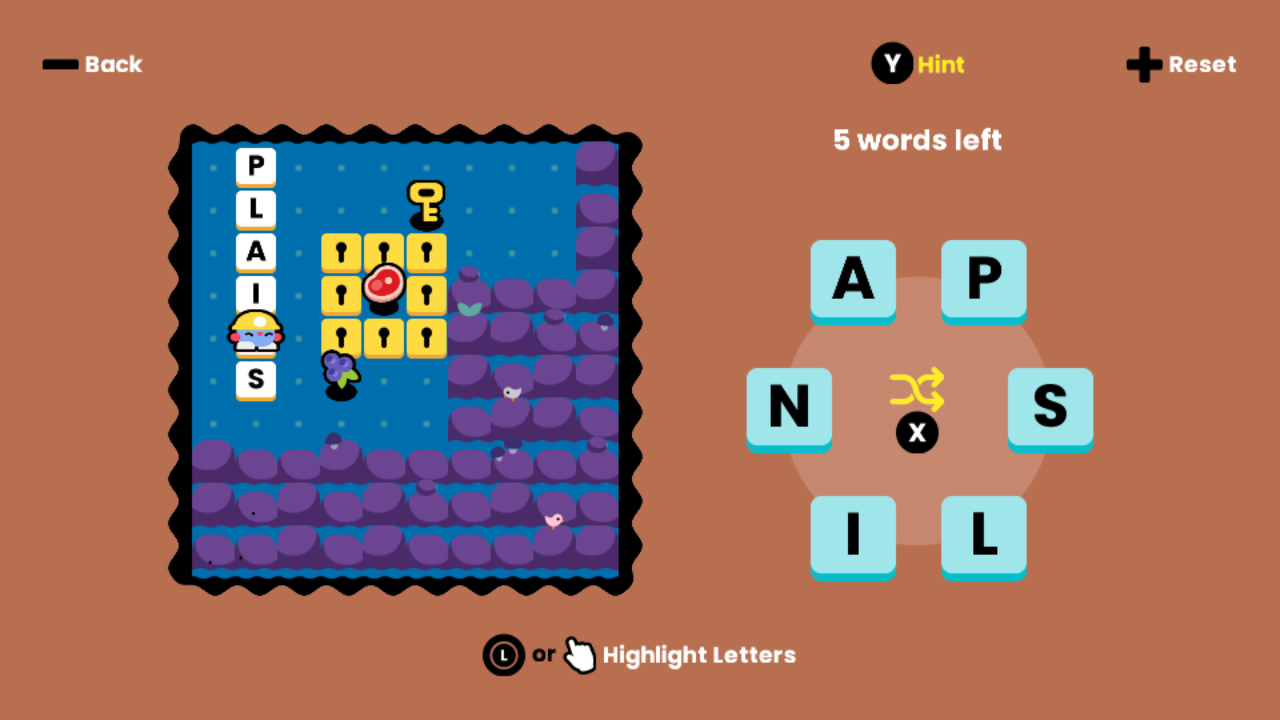 Back
Y Hint
Reset
5 words left
P
L
A
I
S
A P
N S
X
I L
L or Highlight Letters